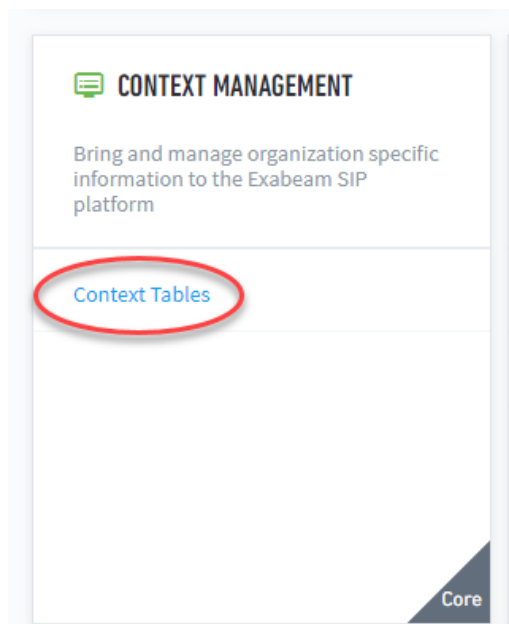 CONTEXT MANAGEMENT
Bring and manage organization specific
information to the Exabeam SIP
platform
Context Tables
Core